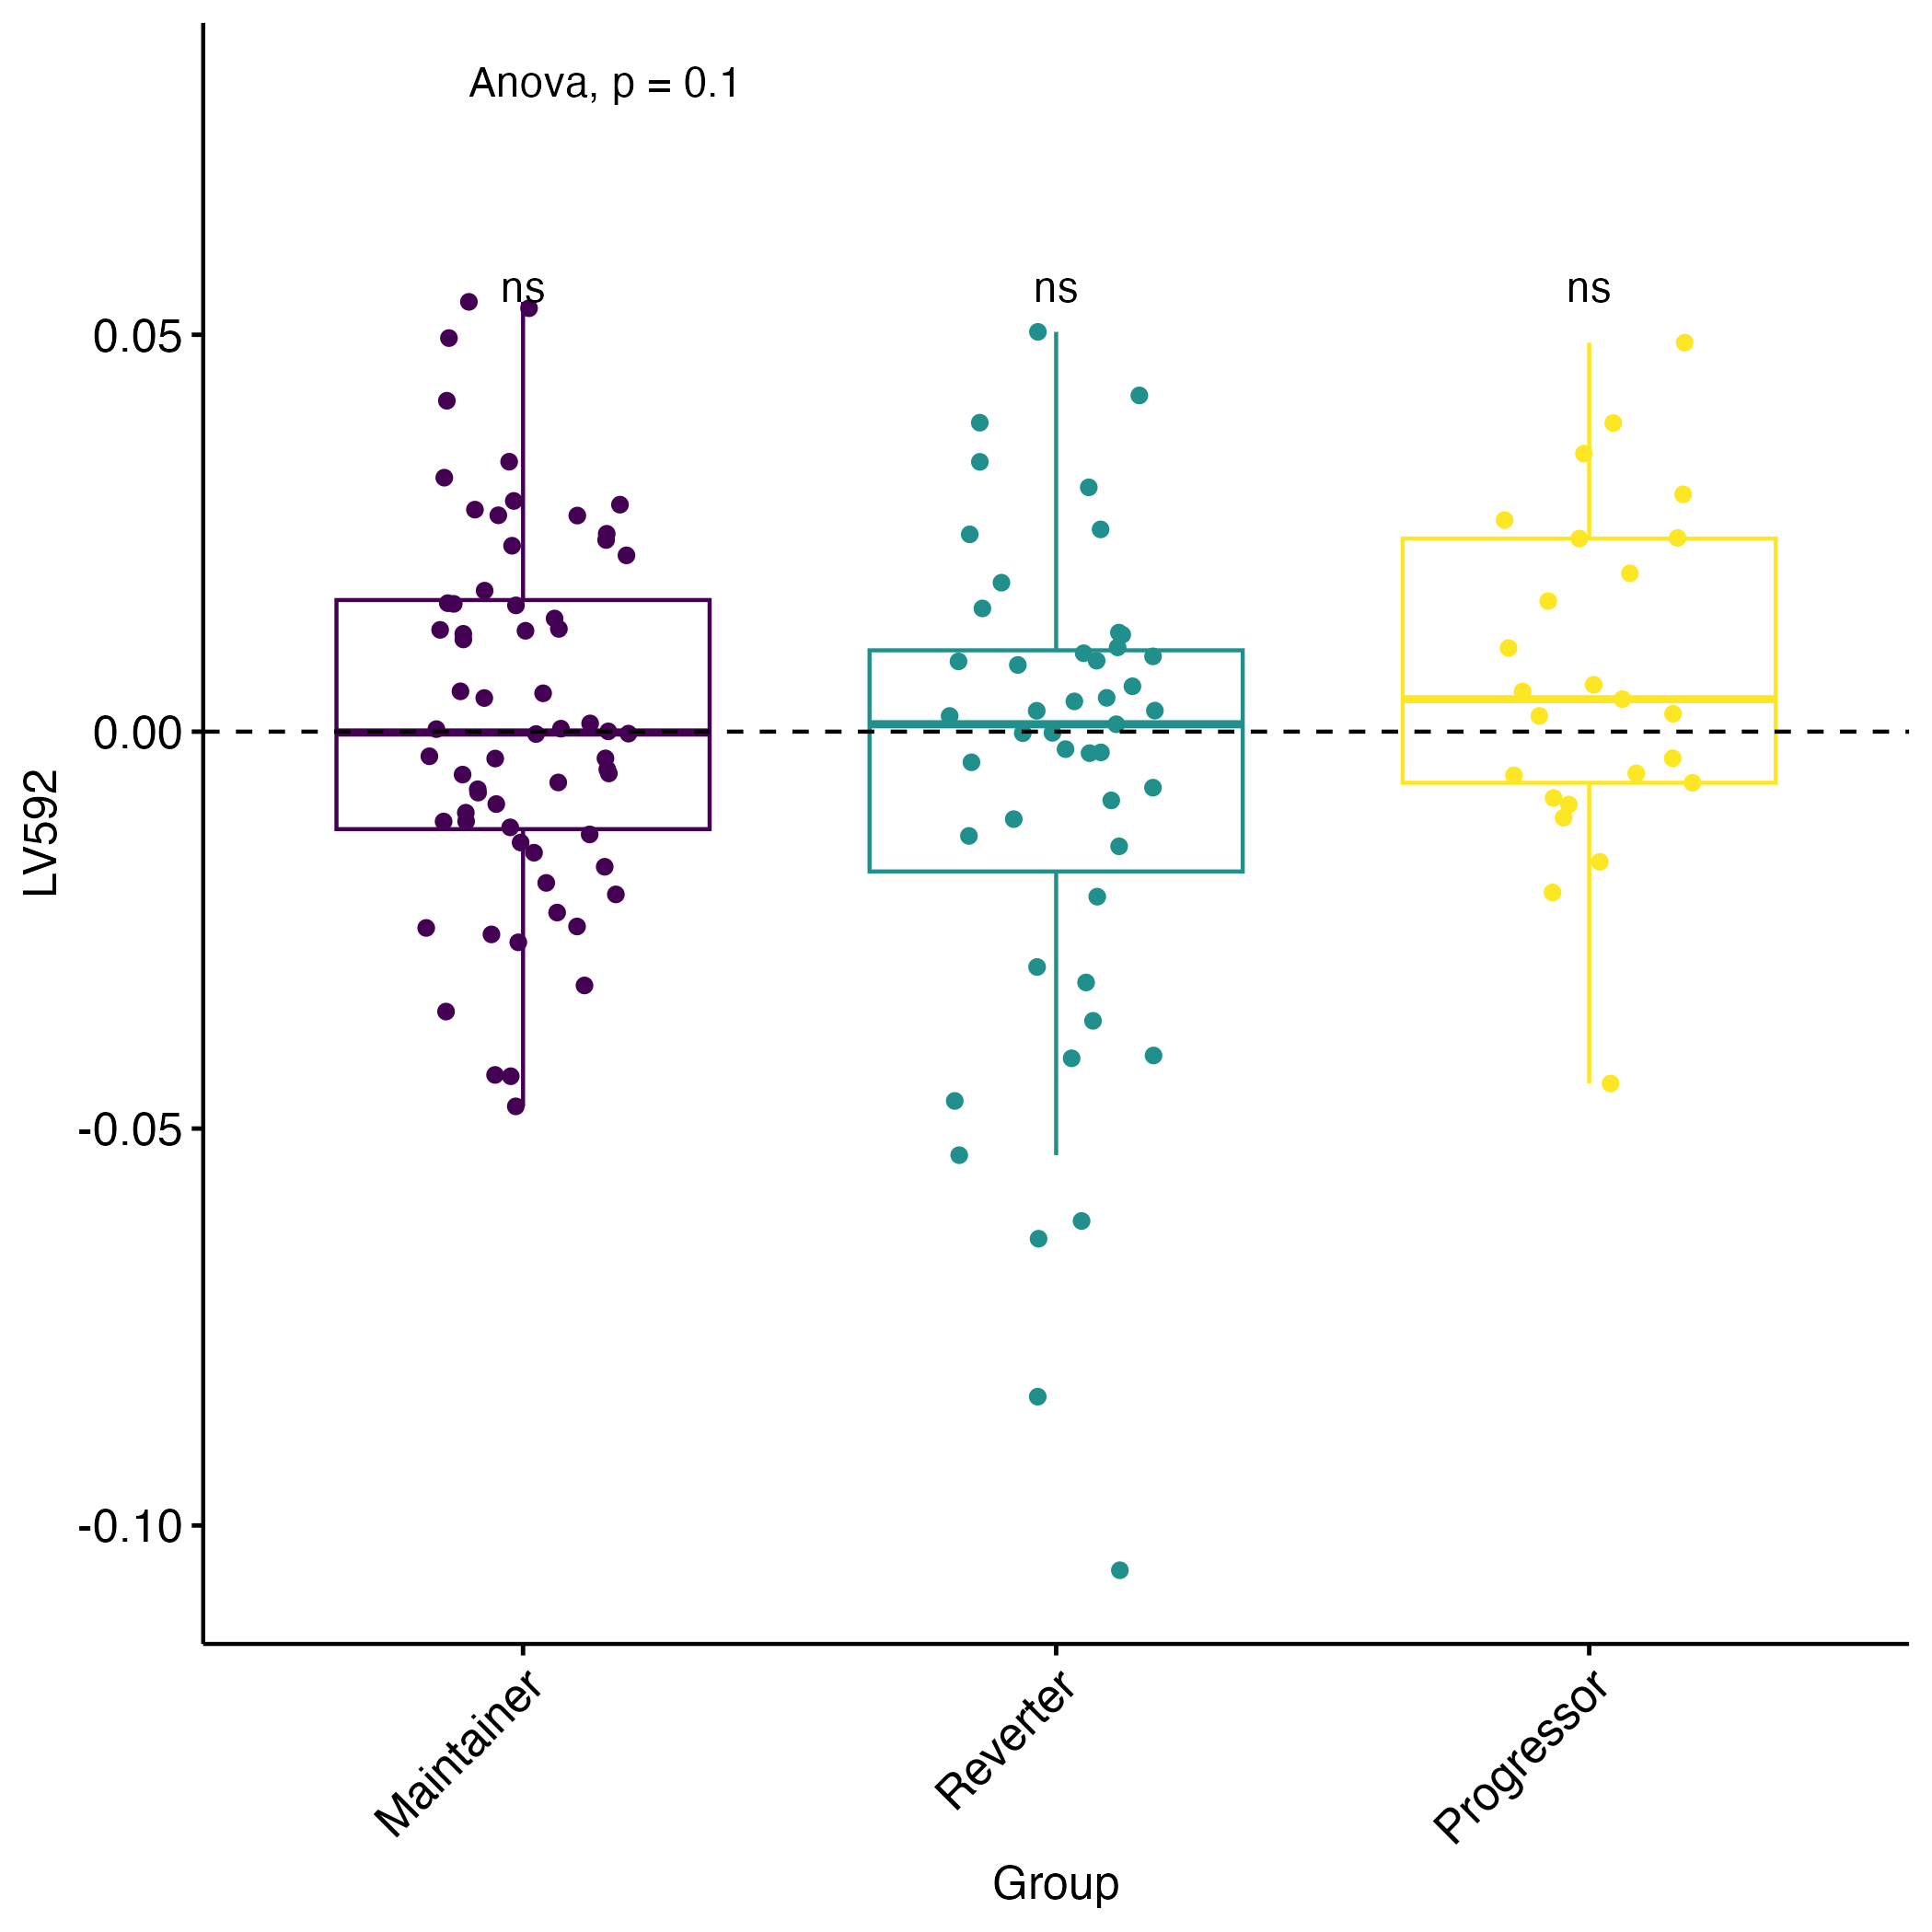 Anova, p = 0.1
ns ns ns
0.05
0.00
-0.05
-0.10
LV592
Maintainer Reverter Progressor
Group